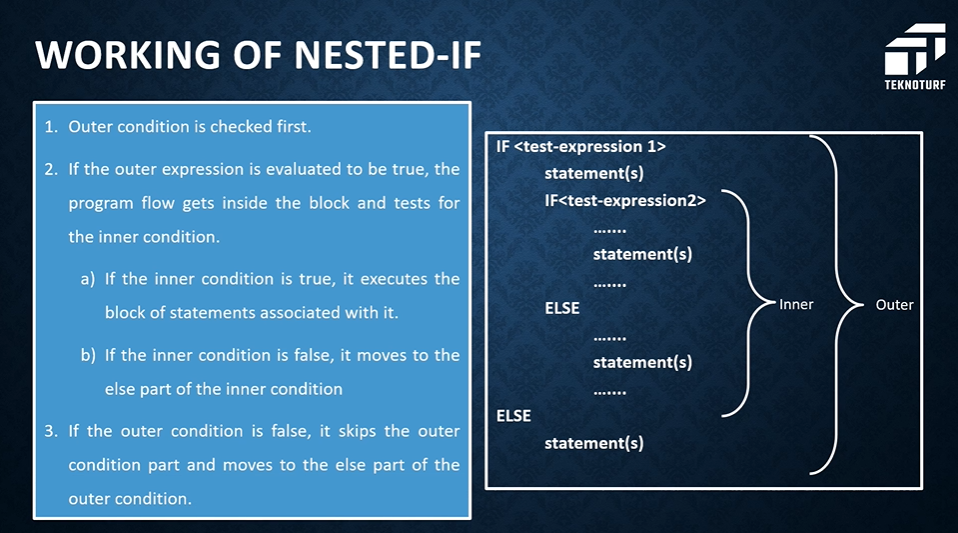 WORKING OF NESTED-IF
TEKNOTURF
1. Outer condition is checked first.
2. If the outer expression is evaluated to be true, the
program flow gets inside the block and tests for
the inner condition.
a) If the inner condition is true, it executes the
block of statements associated with it.
b) If the inner condition is false, it moves to the
else part of the inner condition
3. If the outer condition is false, it skips the outer
condition part and moves to the else part of the
outer condition.
IF <test-expression 1>
statement(s)
IF<test-expression2>
.......
statement(s)
.......
ELSE
.......
statement(s)
.......
ELSE
statement(s)
Inner
Outer